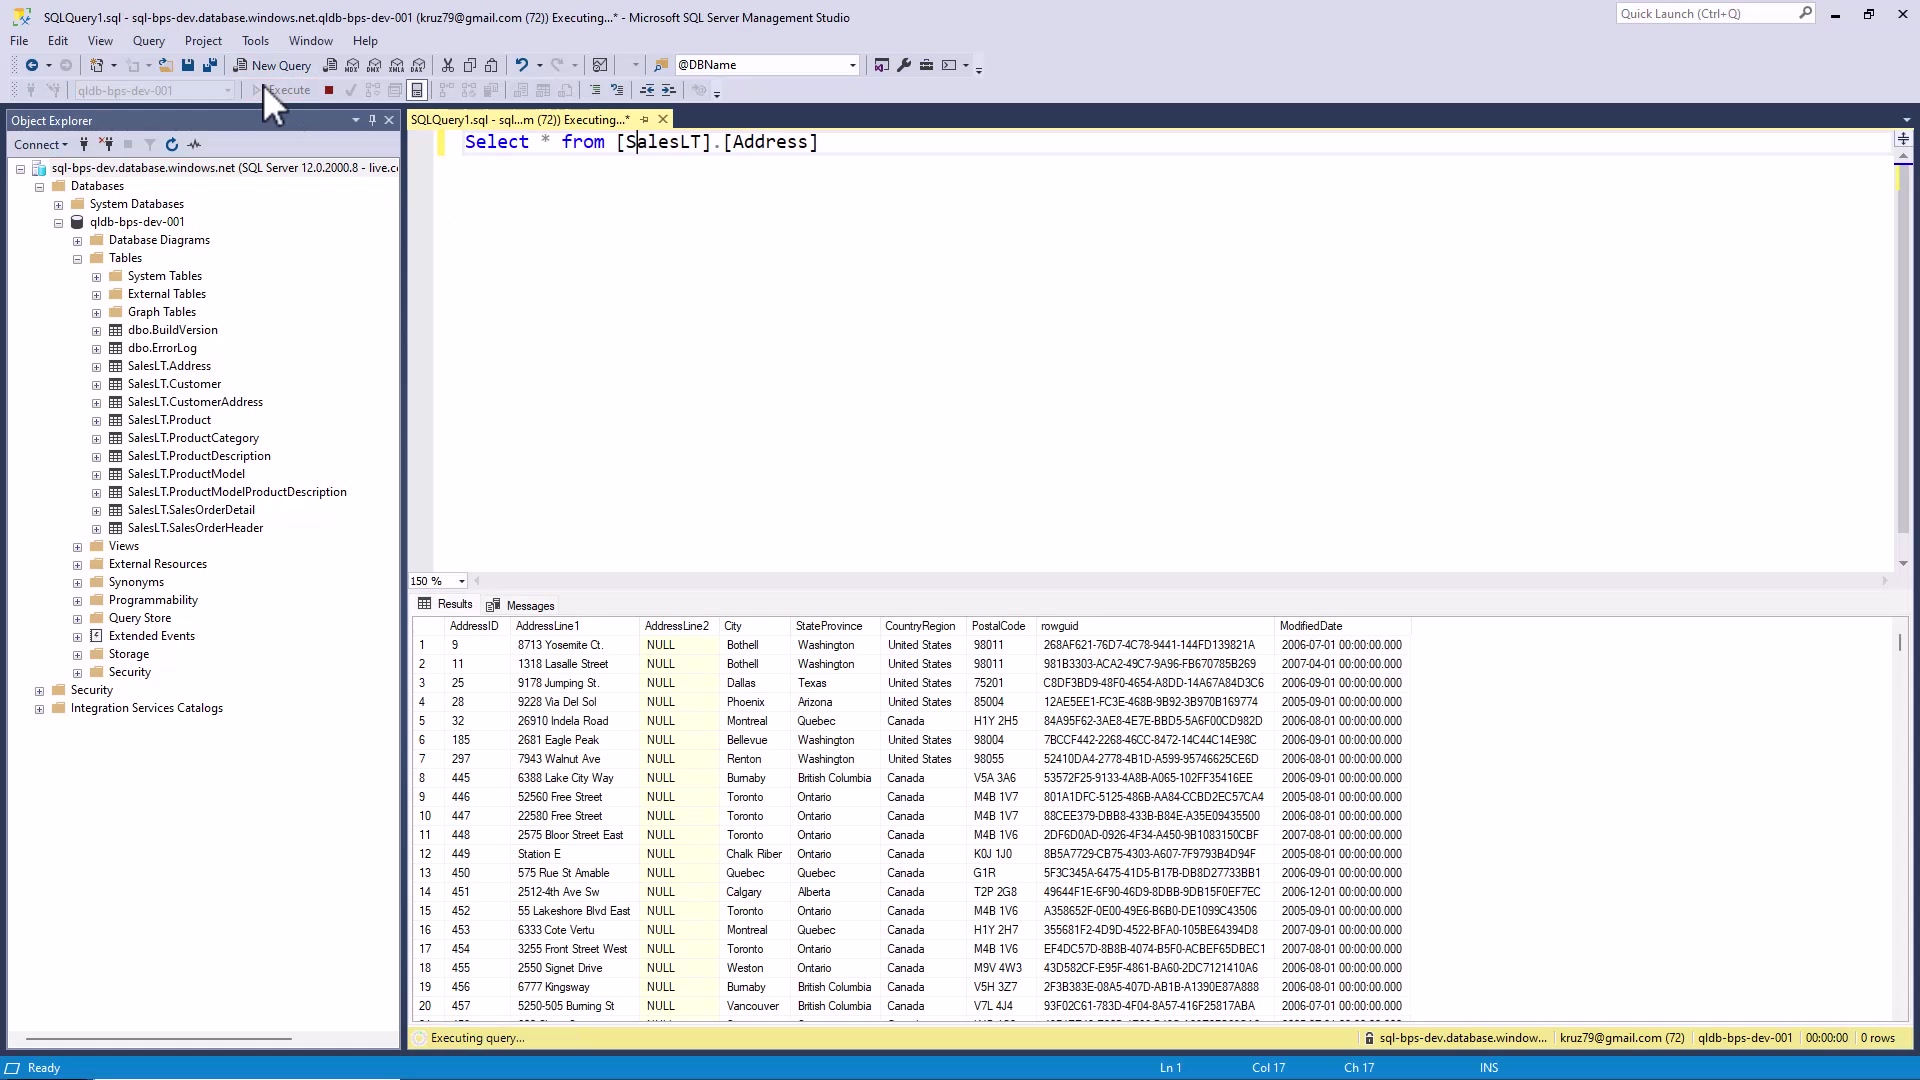 SQLQuery1.sql - sql-bps-dev.database.windows.net.qldb-bps-dev-001 (kruz79@gmail.com (72)) Executing...* - Microsoft SQL Server Management Studio
Quick Launch (Ctrl+Q)
File Edit View Query Project Tools Window Help
New Query
@DBName
qldb-bps-dev-001
Execute
Object Explorer
SQLQuery1.sql - sql...m (72)) Executing...*
Connect
Select * from [SalesLT].[Address]
sql-bps-dev.database.windows.net (SQL Server 12.0.2000.8 - live.c
Databases
System Databases
qldb-bps-dev-001
Database Diagrams
Tables
System Tables
External Tables
Graph Tables
dbo.BuildVersion
dbo.ErrorLog
SalesLT.Address
SalesLT.Customer
SalesLT.CustomerAddress
SalesLT.Product
SalesLT.ProductCategory
SalesLT.ProductDescription
SalesLT.ProductModel
SalesLT.ProductModelProductDescription
SalesLT.SalesOrderDetail
SalesLT.SalesOrderHeader
Views
External Resources
Synonyms
Programmability
Query Store
Extended Events
Storage
Security
Security
Integration Services Catalogs
150 %
Results Messages
AddressID AddressLine1 AddressLine2 City StateProvince CountryRegion PostalCode rowguid ModifiedDate
1 9 8713 Yosemite Ct. NULL Bothell Washington United States 98011 268AF621-76D7-4C78-9441-144FD139821A 2006-07-01 00:00:00.000
2 11 1318 Lasalle Street NULL Bothell Washington United States 98011 981B3303-ACA2-49C7-9A96-FB670785B269 2007-04-01 00:00:00.000
3 25 9178 Jumping St. NULL Dallas Texas United States 75201 C8DF3BD9-48F0-4654-A8DD-14A67A84D3C6 2006-09-01 00:00:00.000
4 28 9228 Via Del Sol NULL Phoenix Arizona United States 85004 12AE5EE1-FC3E-468B-9B92-3B970B169774 2005-09-01 00:00:00.000
5 32 26910 Indela Road NULL Montreal Quebec Canada H1Y 2H5 84A95F62-3AE8-4E7E-BBD5-5A6F00CD982D 2006-08-01 00:00:00.000
6 185 2681 Eagle Peak NULL Bellevue Washington United States 98004 7BCCF442-2268-46CC-8472-14C44C14E98C 2006-09-01 00:00:00.000
7 297 7943 Walnut Ave NULL Renton Washington United States 98055 52410DA4-2778-4B1D-A599-95746625CE6D 2006-08-01 00:00:00.000
8 445 6388 Lake City Way NULL Burnaby British Columbia Canada V5A 3A6 53572F25-9133-4A8B-A065-102FF35416EE 2006-09-01 00:00:00.000
9 446 52560 Free Street NULL Toronto Ontario Canada M4B 1V7 801A1DFC-5125-486B-AA84-CCBD2EC57CA4 2005-08-01 00:00:00.000
10 447 22580 Free Street NULL Toronto Ontario Canada M4B 1V7 88CEE379-DBB8-433B-B84E-A35E09435500 2006-08-01 00:00:00.000
11 448 2575 Bloor Street East NULL Toronto Ontario Canada M4B 1V6 2DF6D0AD-0926-4F34-A450-9B1083150CBF 2007-08-01 00:00:00.000
12 449 Station E NULL Chalk Riber Ontario Canada K0J 1J0 8B5A7729-CB75-4303-A607-7F9793B4D94F 2005-08-01 00:00:00.000
13 450 575 Rue St Amable NULL Quebec Quebec Canada G1R 5F3C345A-6475-41D5-B17B-DB8D27733BB1 2006-09-01 00:00:00.000
14 451 2512-4th Ave Sw NULL Calgary Alberta Canada T2P 2G8 49644F1E-6F90-46D9-8DBB-9DB15F0EF7EC 2006-12-01 00:00:00.000
15 452 55 Lakeshore Blvd East NULL Toronto Ontario Canada M4B 1V6 A358652F-0E00-49E6-B6B0-DE1099C43506 2005-09-01 00:00:00.000
16 453 6333 Cote Vertu NULL Montreal Quebec Canada H1Y 2H7 355681F2-4D9D-4522-BFA0-105BE64394D8 2007-09-01 00:00:00.000
17 454 3255 Front Street West NULL Toronto Ontario Canada M4B 1V6 EF4DC57D-8B8B-4074-B5F0-ACBEF65DBEC1 2007-08-01 00:00:00.000
18 455 2550 Signet Drive NULL Weston Ontario Canada M9V 4W3 43D582CF-E95F-4861-BA60-2DC7121410A6 2006-08-01 00:00:00.000
19 456 6777 Kingsway NULL Burnaby British Columbia Canada V5H 3Z7 2F3B383E-08A5-407D-AB1B-A1390E87A888 2006-08-01 00:00:00.000
20 457 5250-505 Burning St NULL Vancouver British Columbia Canada V7L 4J4 93F02C61-783D-4F04-8A57-416F25817ABA 2006-07-01 00:00:00.000
Executing query... sql-bps-dev.database.window... kruz79@gmail.com (72) qldb-bps-dev-001 00:00:00 0 rows
Ready Ln 1 Col 17 Ch 17 INS